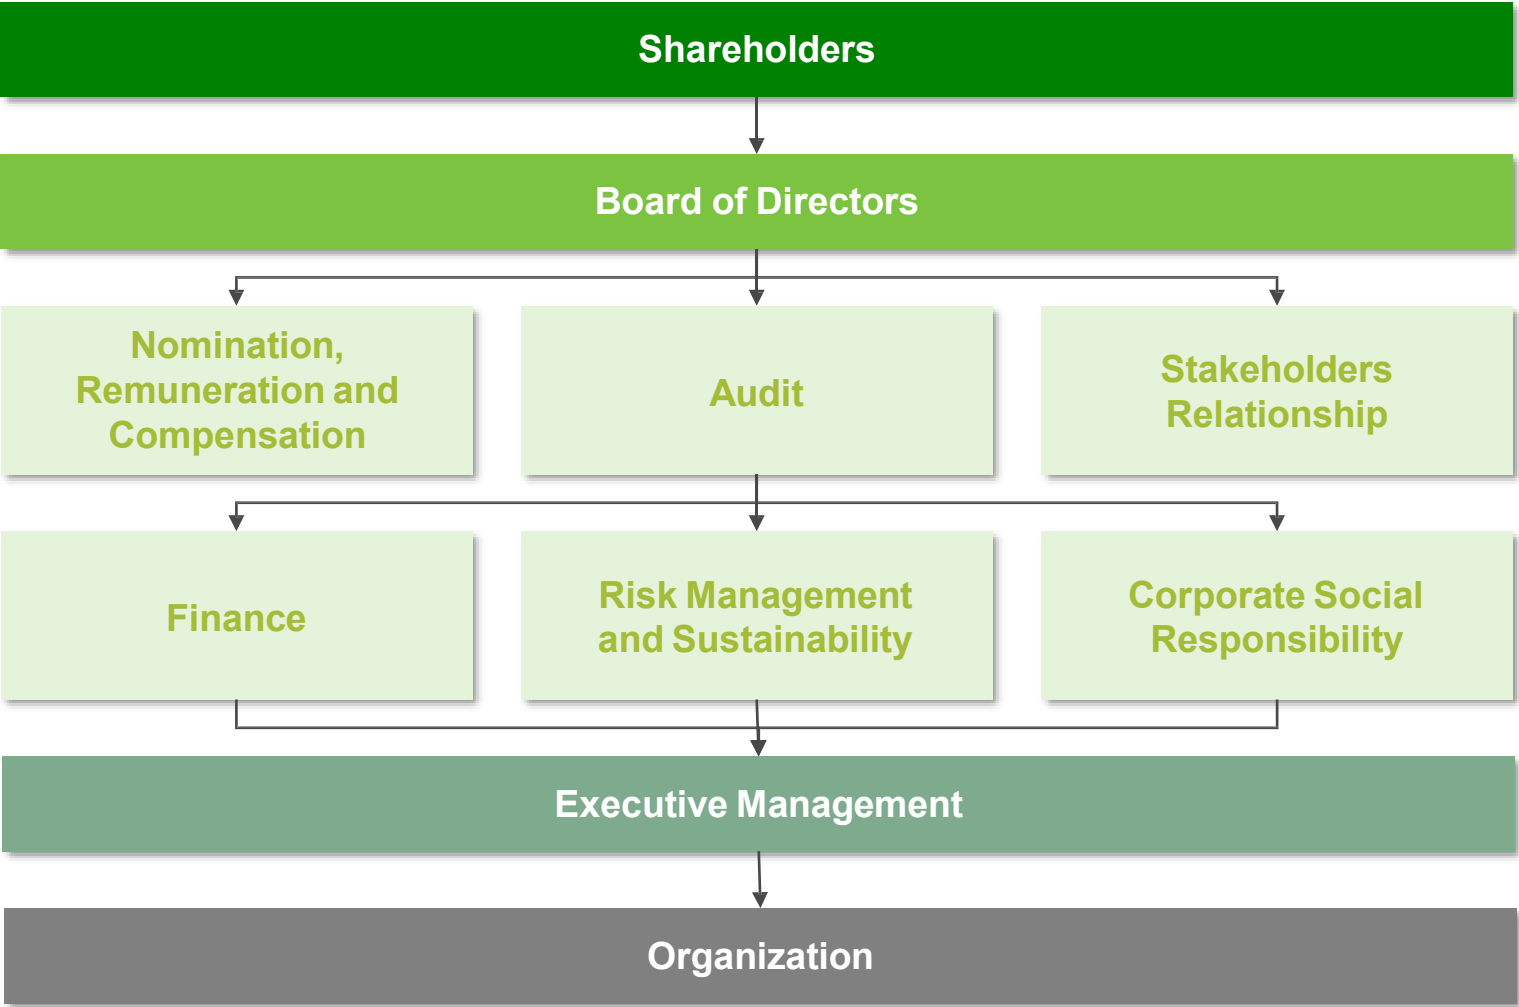 Shareholders
Board of Directors
Nomination,
Remuneration and
Compensation
Audit
Stakeholders
Relationship
Finance
Risk Management
and Sustainability
Corporate Social
Responsibility
Executive Management
Organization